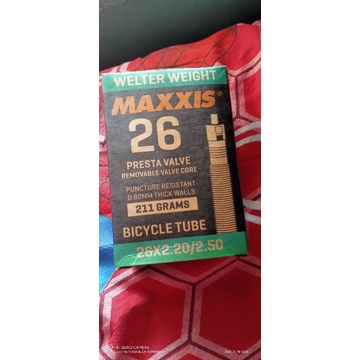 WELTER WEIGHT
MAXXIS
26
PRESTA VALVE
REMOVABLE VALVE CORE
PUNCTURE RESISTANT
0.80MM THICK WALLS
211 GRAMS
BICYCLE TUBE
26X2.20/2.50